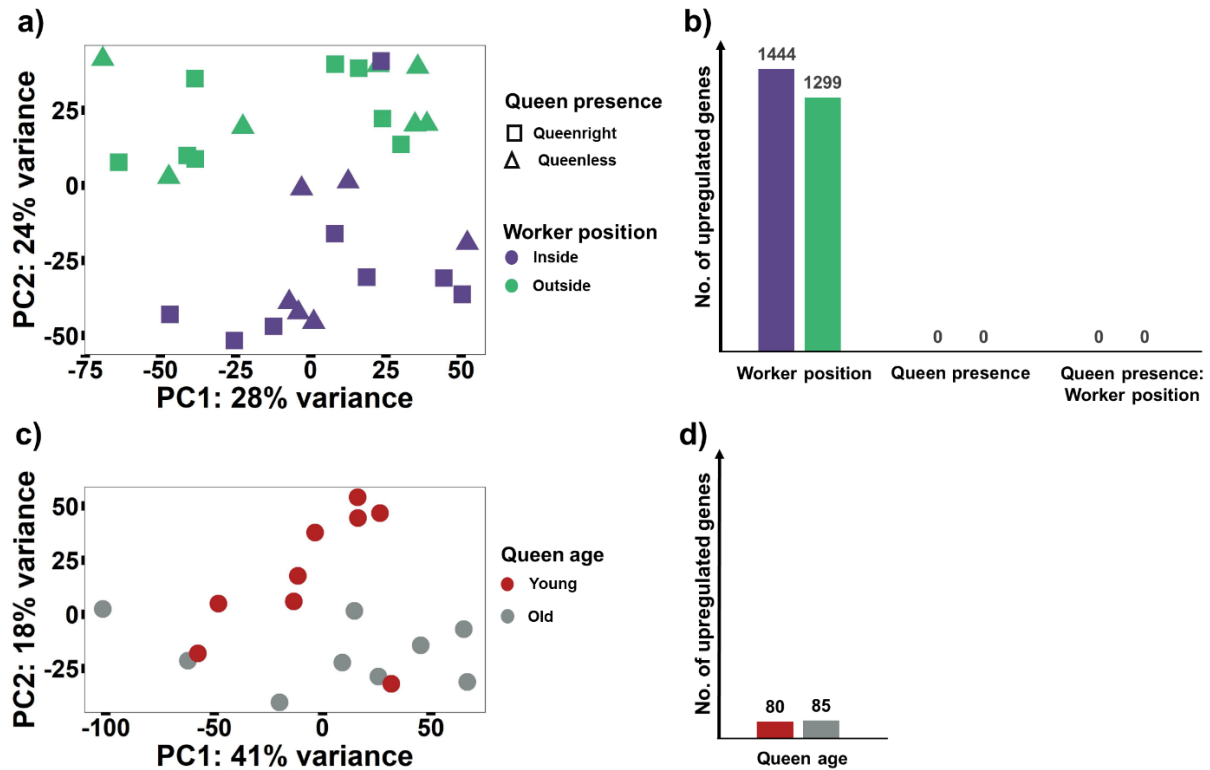 a)
PC2: 24% variance
25
0
-25
-50
-75
-50
-25
0
25
50
PC1: 28% variance
Queen presence
Queenright
Queenless
Worker position
Inside
Outside
b)
No. of upregulated genes
1444
1299
0
0
0
0
Worker position
Queen presence
Queen presence:
Worker position
c)
PC2: 18% variance
50
25
0
-25
-100
-50
0
50
PC1: 41% variance
Queen age
Young
Old
d)
No. of upregulated genes
80
85
Queen age